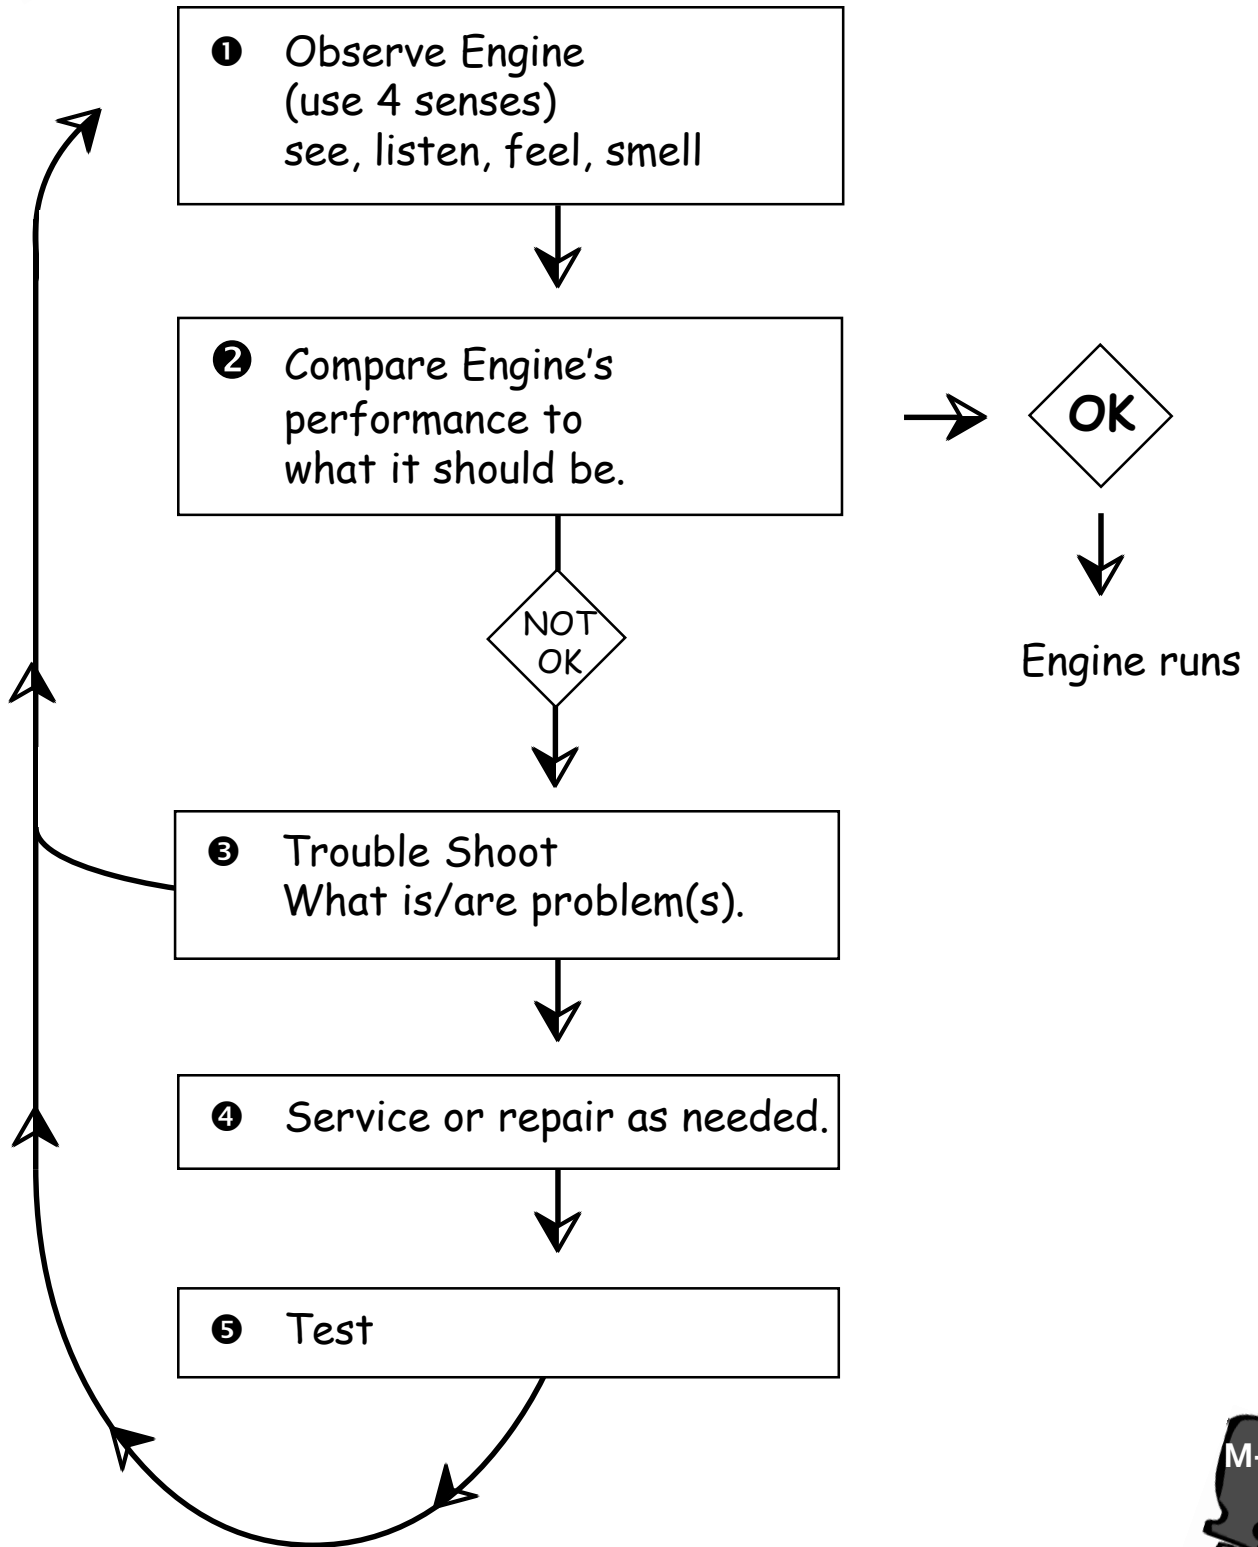 ❶ Observe Engine
(use 4 senses)
see, listen, feel, smell
❷ Compare Engine’s
performance to
what it should be.
OK
Engine runs
NOT
OK
❸ Trouble Shoot
What is/are problem(s).
❹ Service or repair as needed.
❺ Test
M-